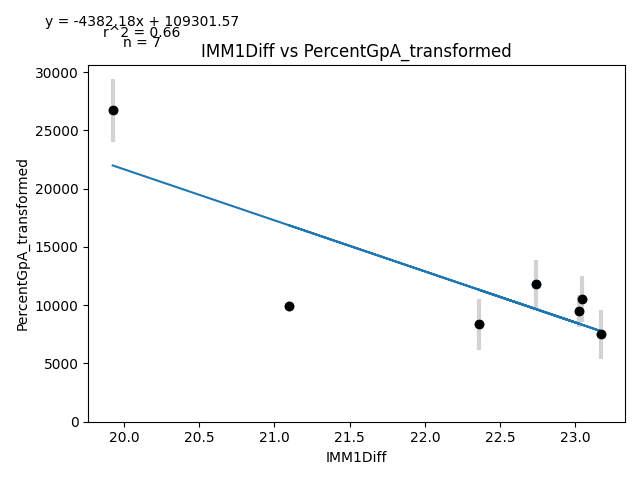 y = -4382.18x + 109301.57
r^2 = 0.66
n = 7
IMM1Diff vs PercentGpA_transformed
PercentGpA_transformed
30000
25000
20000
15000
10000
5000
0
20.0 20.5 21.0 21.5 22.0 22.5 23.0
IMM1Diff